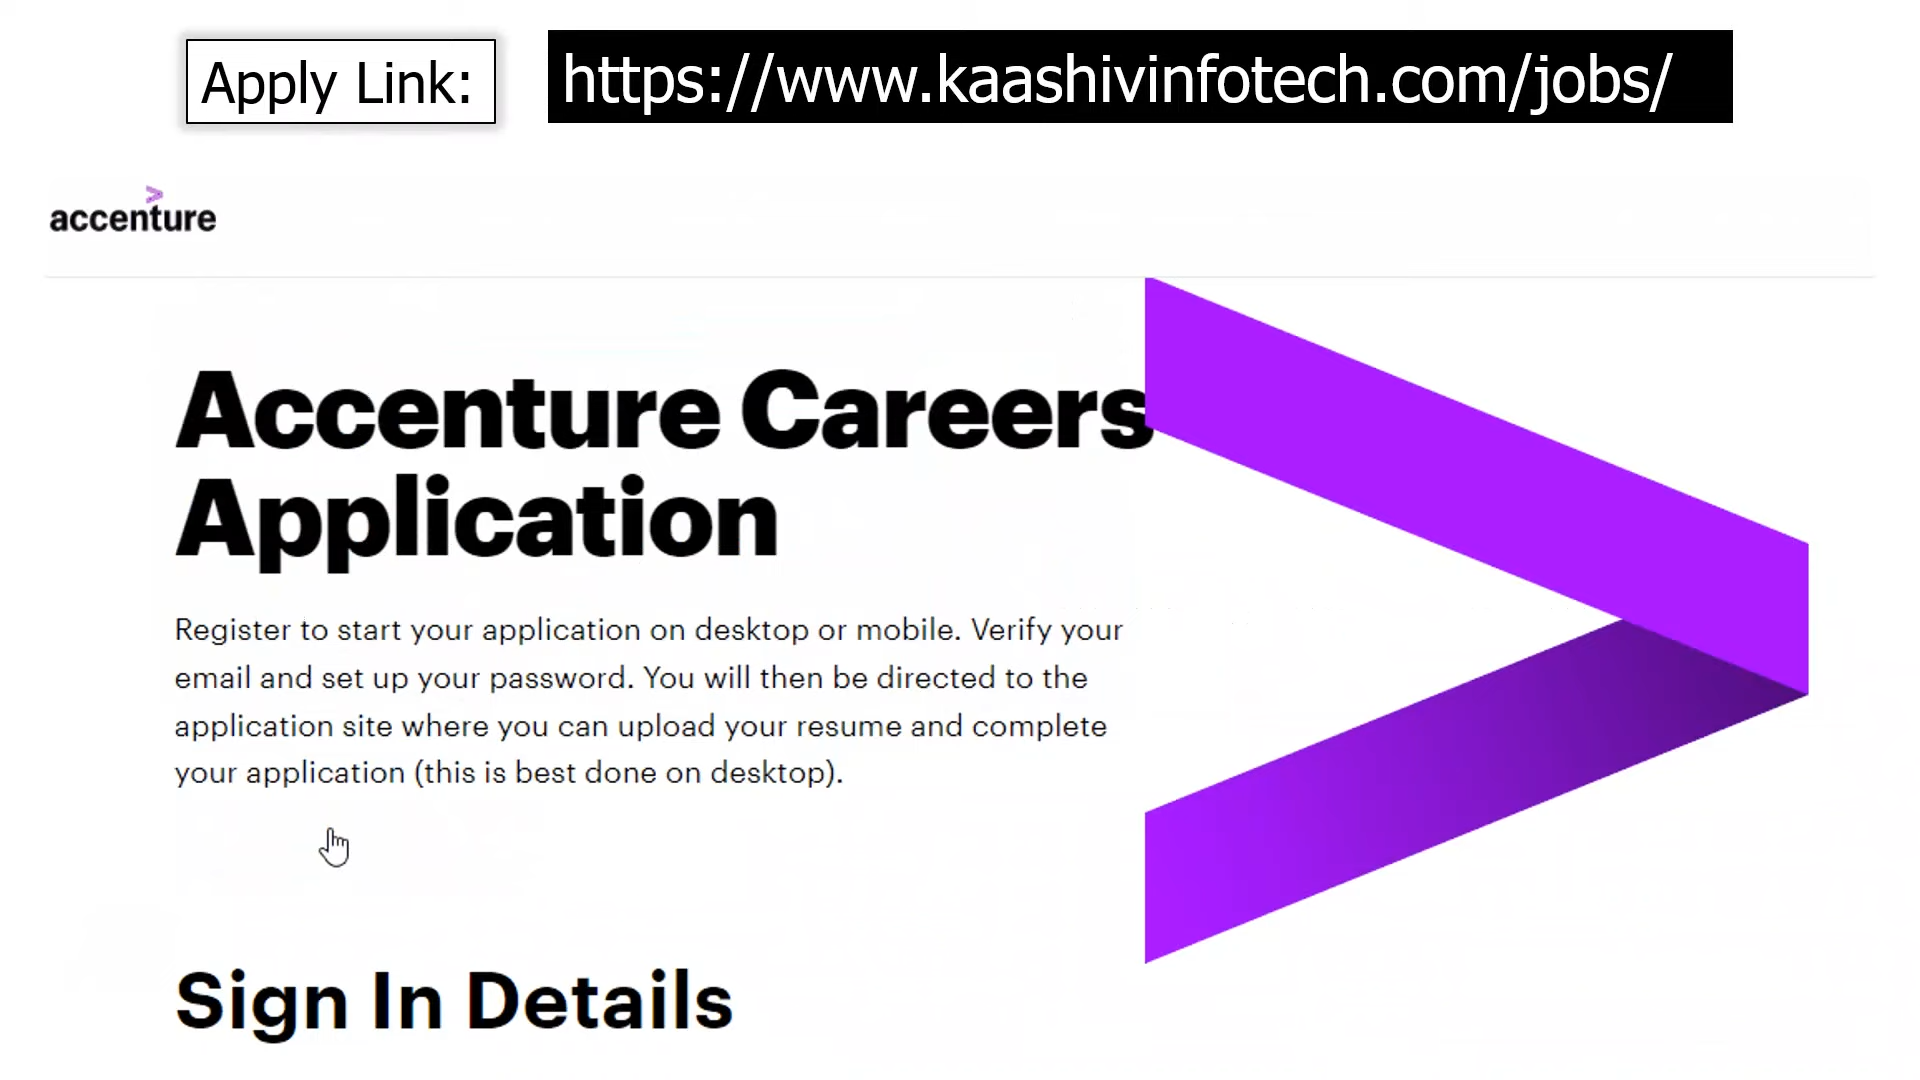 Apply Link:
https://www.kaashivinfotech.com/jobs/
accenture
Accenture Careers
Application
Register to start your application on desktop or mobile. Verify your
email and set up your password. You will then be directed to the
application site where you can upload your resume and complete
your application (this is best done on desktop).
Sign In Details